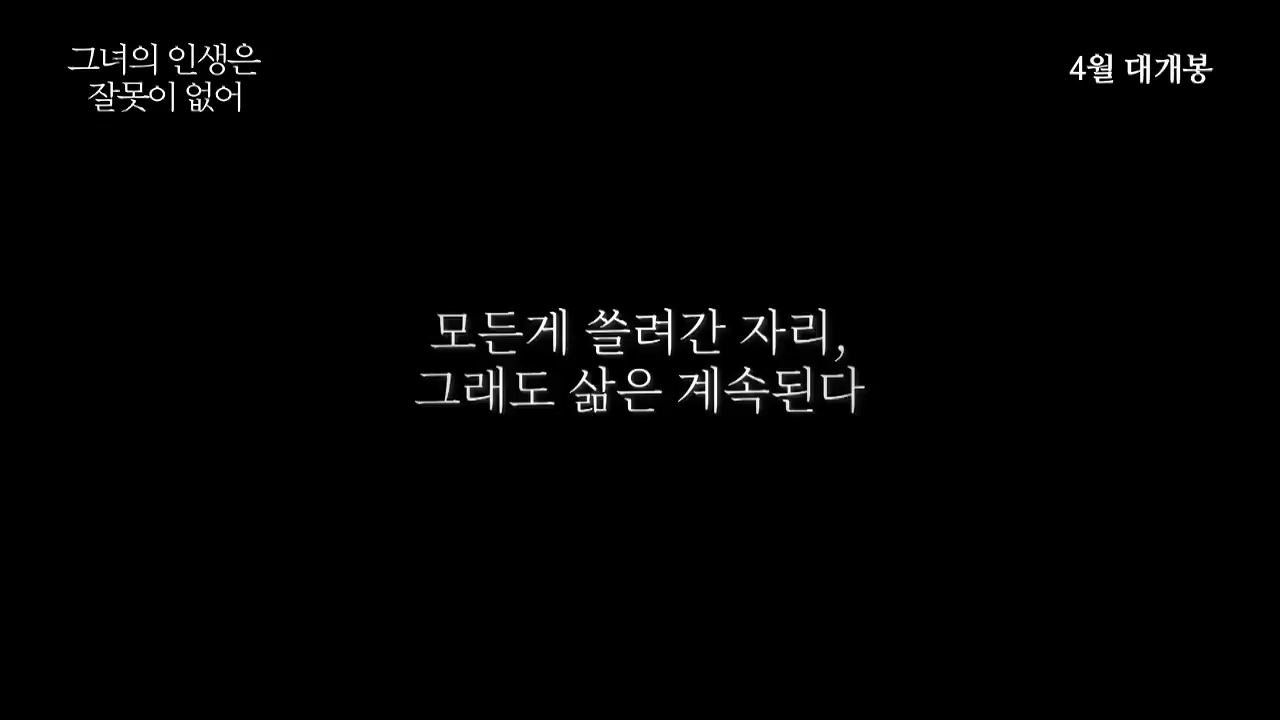 그녀의 인생은
잘못이 없어
4월 대개봉
모든게 쓸려간 자리,
그래도 삶은 계속된다